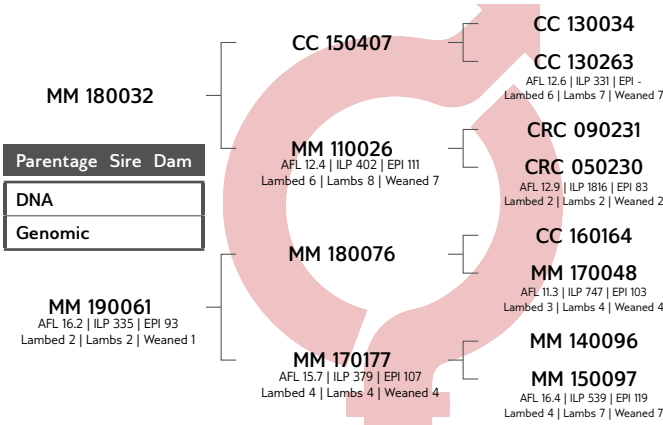 CC 130034
CC 150407
CC 130263
AFL 12.6 | ILP 331 | EPI -
Lambed 6 | Lambs 7 | Weaned 7
MM 180032
CRC 090231
MM 110026
AFL 12.4 | ILP 402 | EPI 111
Lambed 6 | Lambs 8 | Weaned 7
CRC 050230
AFL 12.9 | ILP 1816 | EPI 83
Lambed 2 | Lambs 2 | Weaned 2
Parentage Sire Dam
DNA
Genomic
CC 160164
MM 180076
MM 170048
AFL 11.3 | ILP 747 | EPI 103
Lambed 3 | Lambs 4 | Weaned 4
MM 190061
AFL 16.2 | ILP 335 | EPI 93
Lambed 2 | Lambs 2 | Weaned 1
MM 140096
MM 170177
AFL 15.7 | ILP 379 | EPI 107
Lambed 4 | Lambs 4 | Weaned 4
MM 150097
AFL 16.4 | ILP 539 | EPI 119
Lambed 4 | Lambs 7 | Weaned 7